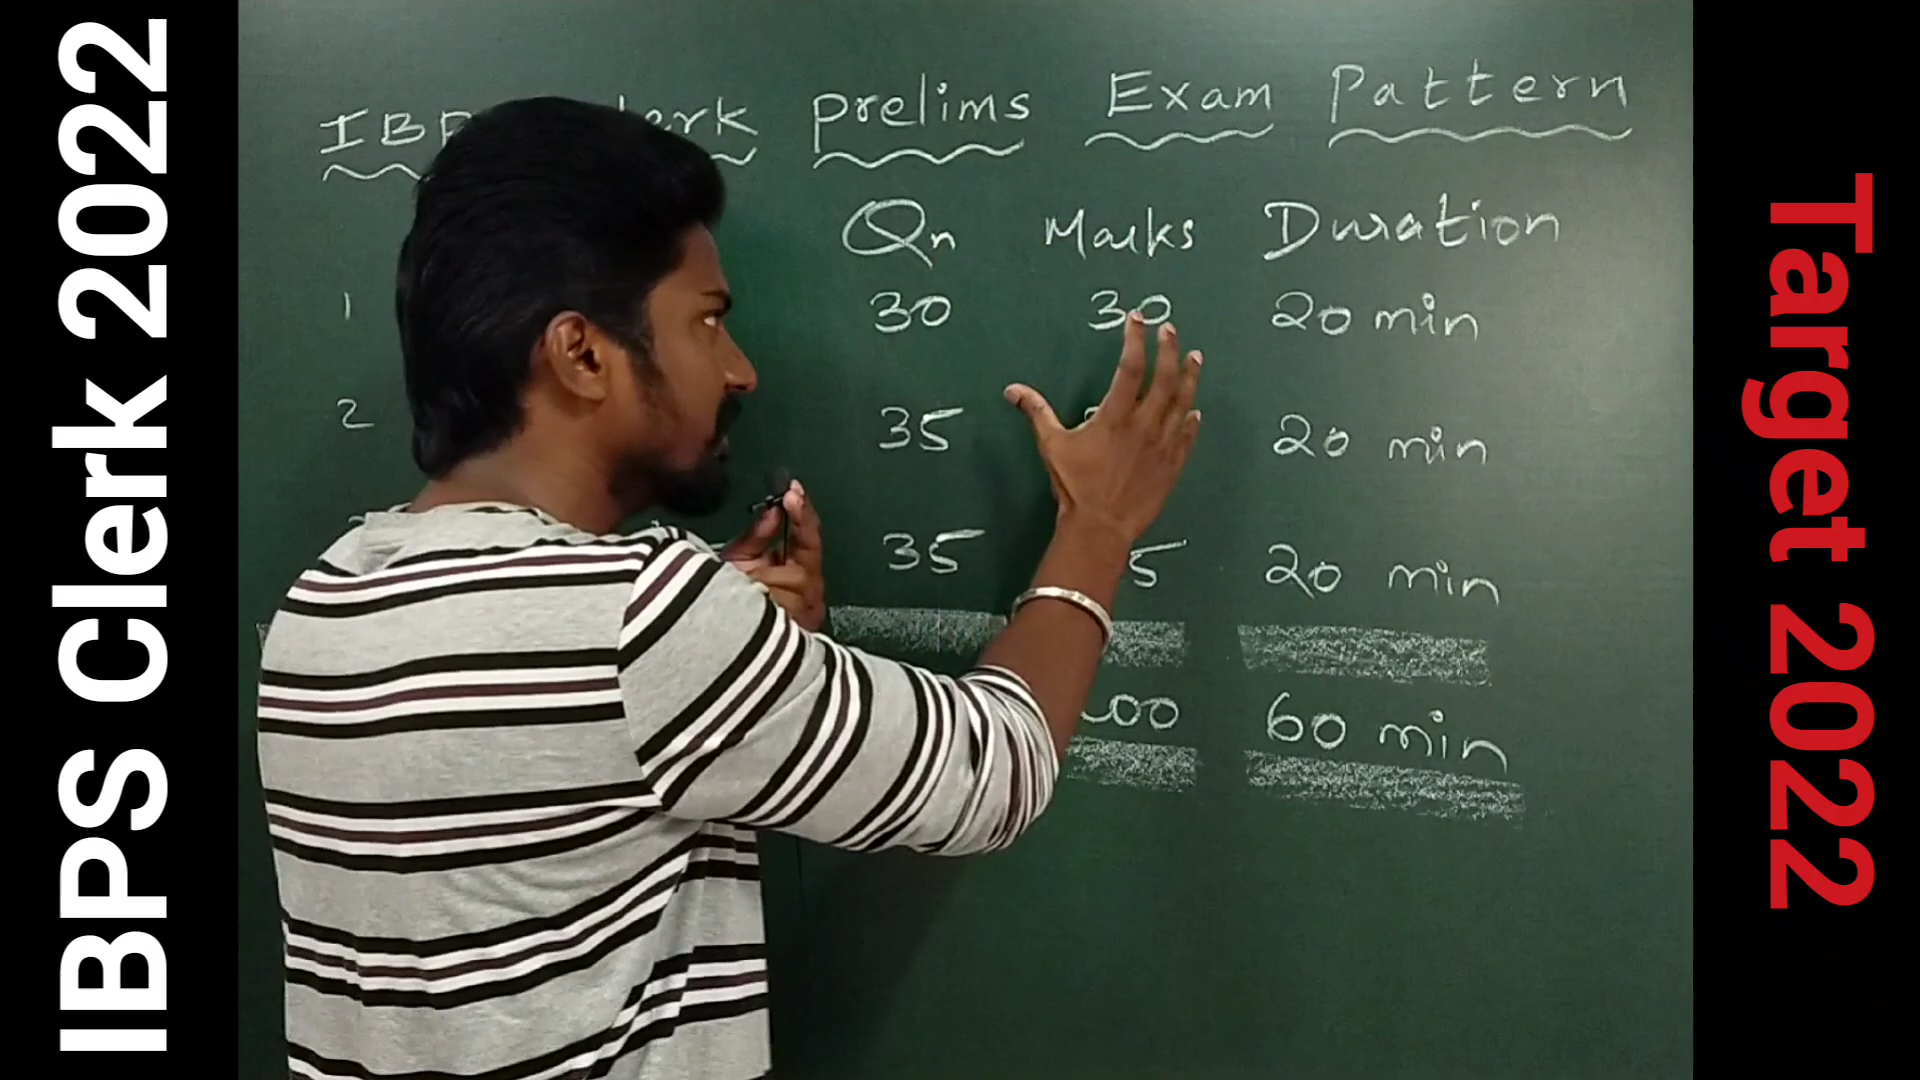 IBPS Clerk 2022
prelims Exam Pattern
Qn Marks Duration
1 30 30 20 min
2 35 20 min
35 20 min
60 min
Target 2022